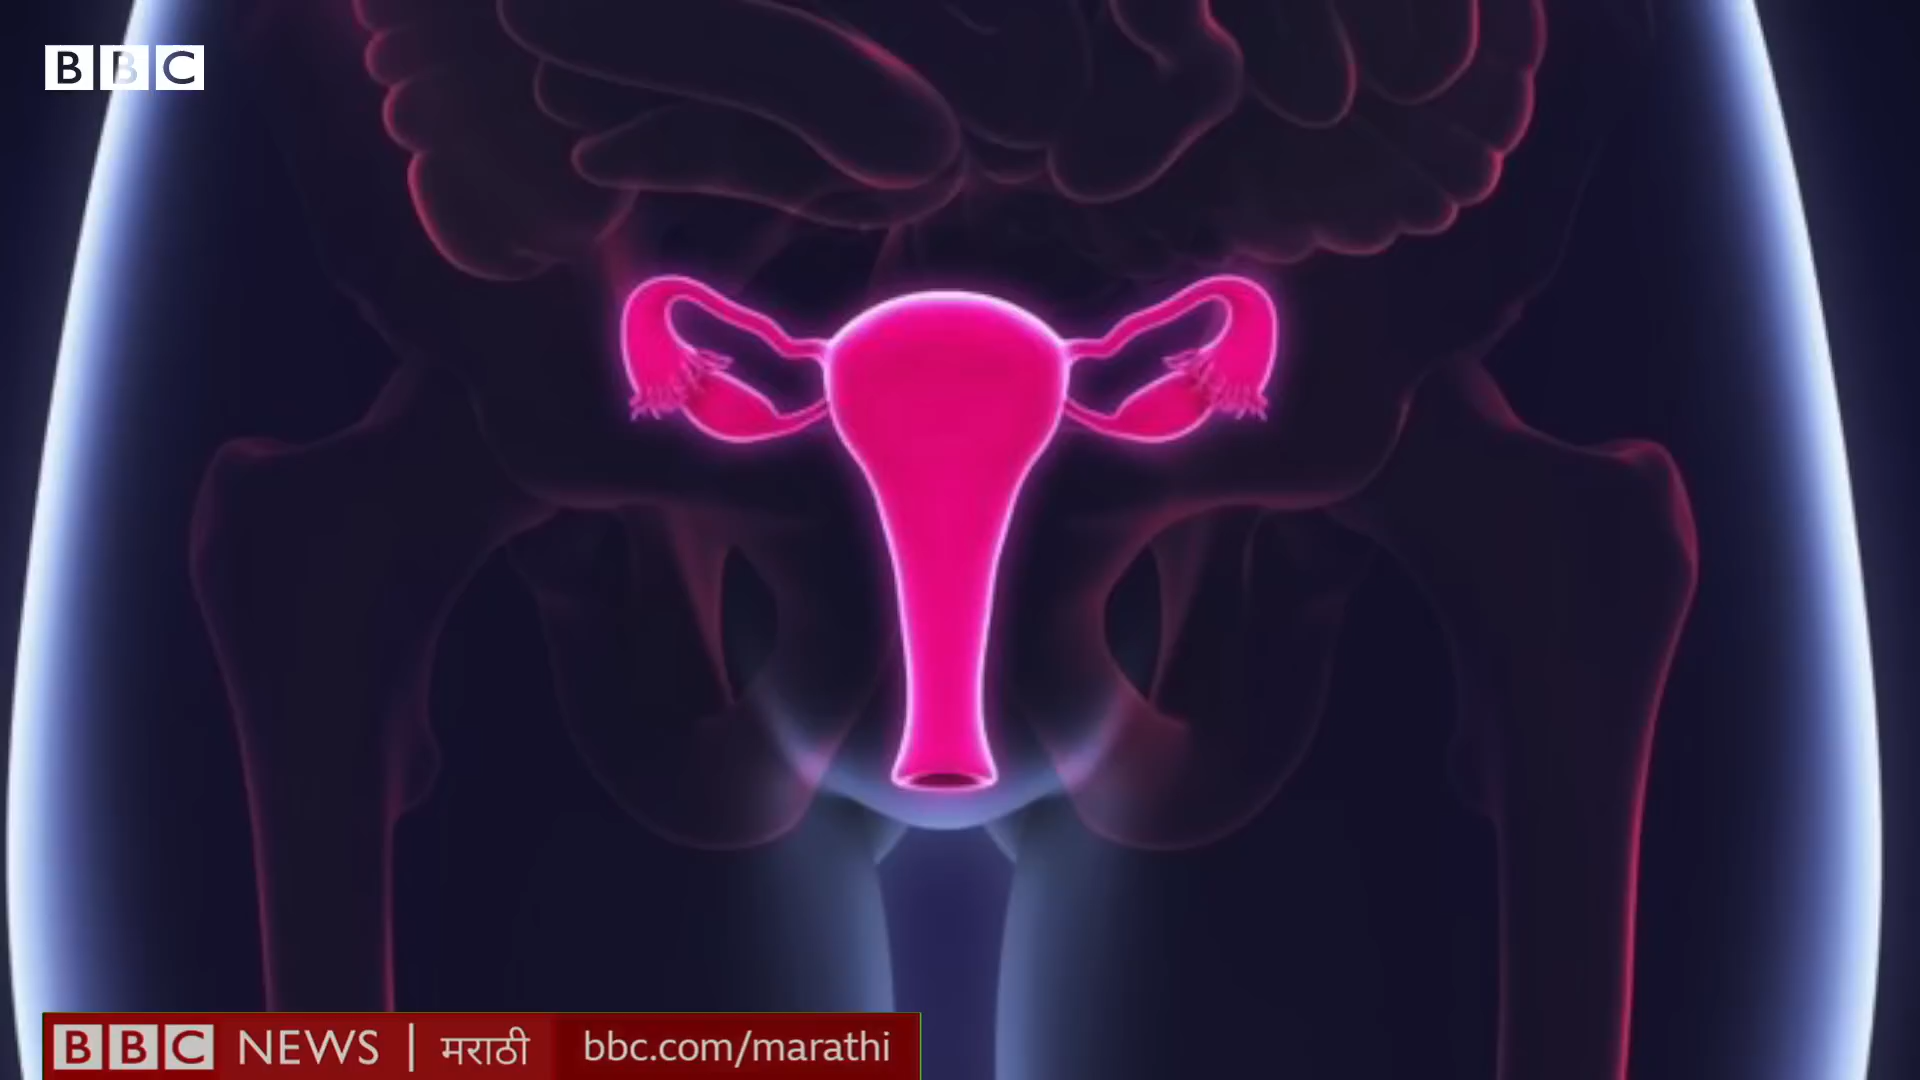 BBC
BBC NEWS | मराठी bbc.com/marathi